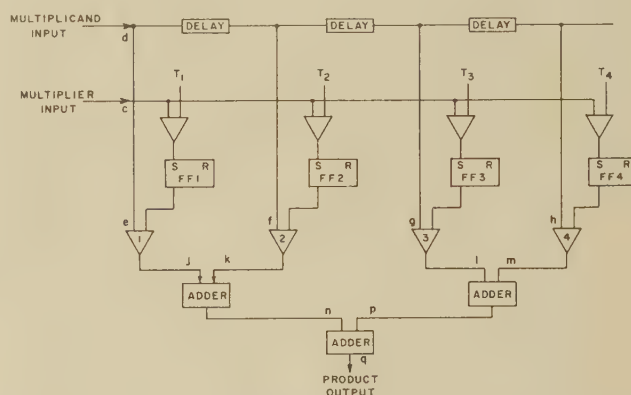 MULTIPLICAND
INPUT
d
DELAY DELAY DELAY
T1 T2 T3 T4
MULTIPLIER
INPUT
c
S R S R S R S R
FF1 FF2 FF3 FF4
e f g h
1 2 3 4
j k l m
ADDER ADDER
n p
ADDER
q
PRODUCT
OUTPUT